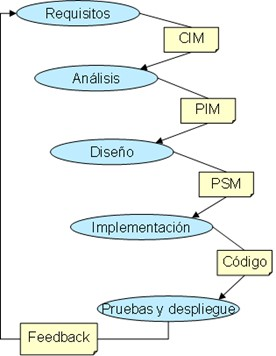 Requisitos
CIM
Análisis
PIM
Diseño
PSM
Implementación
Código
Pruebas y despliegue
Feedback